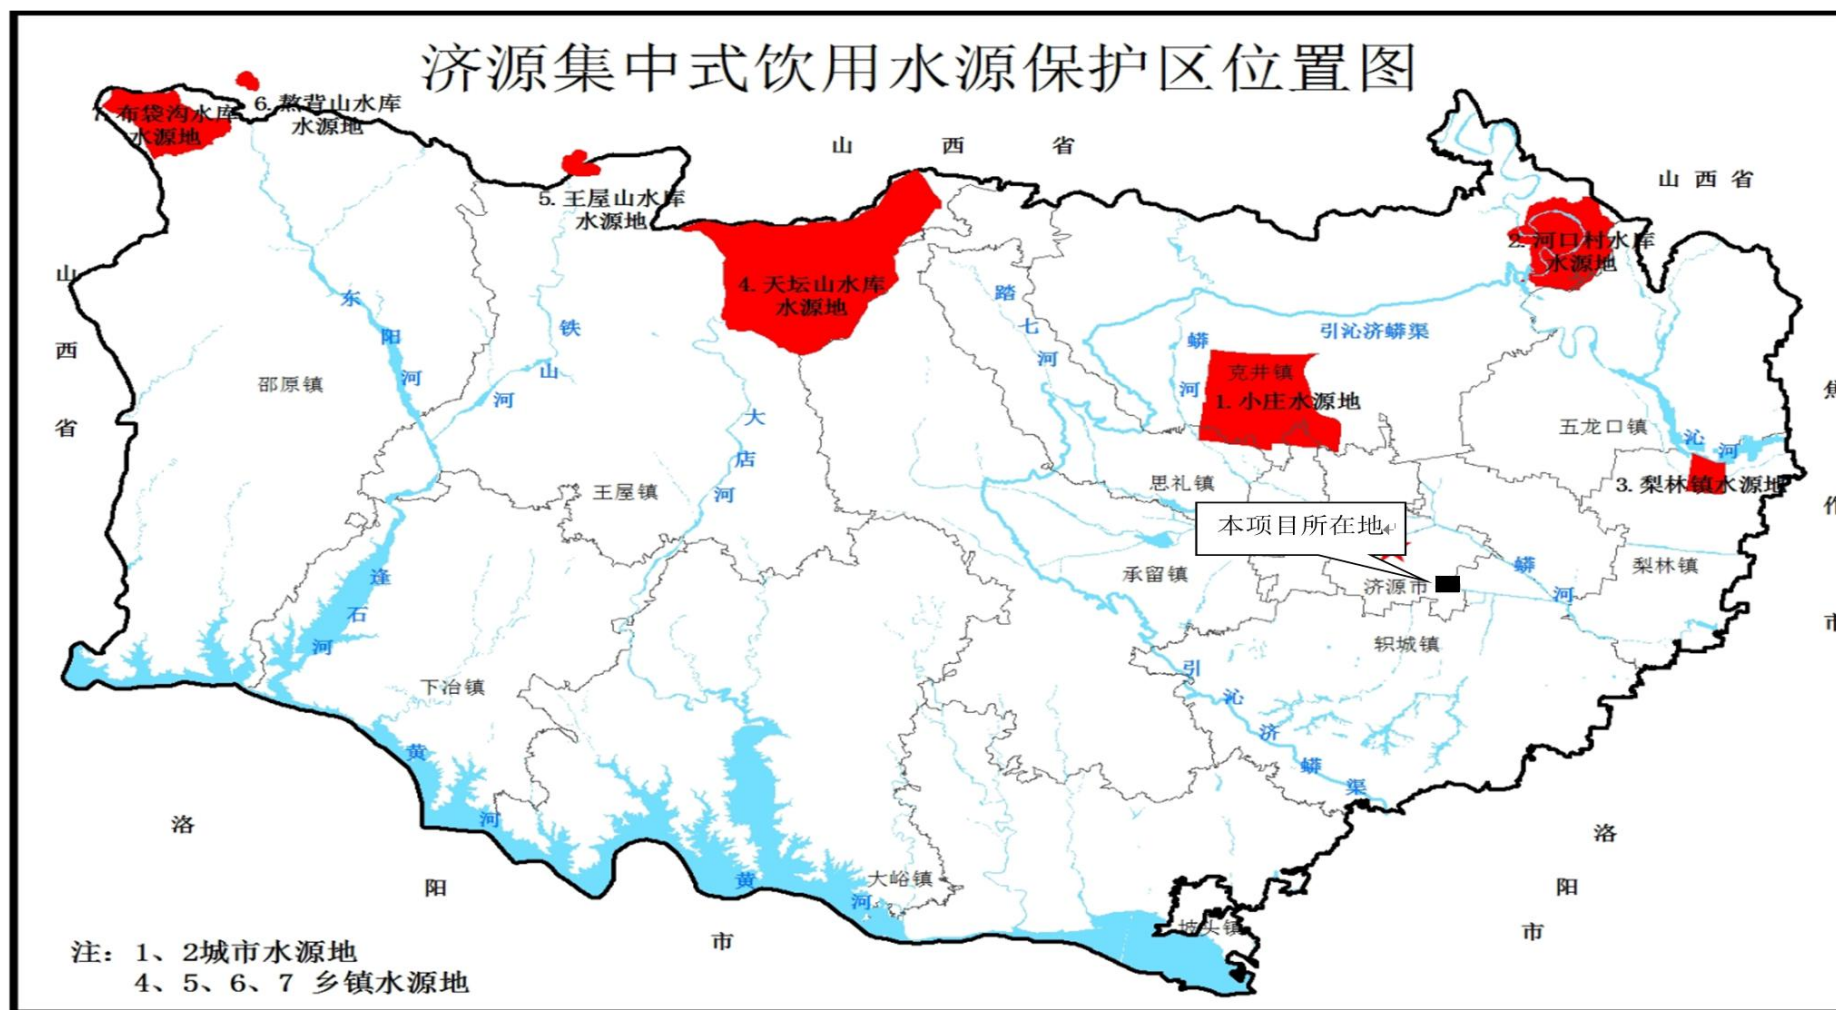 济源集中式饮用水源保护区位置图
7.布袋沟水库
水源地
6.熬背山水库
水源地
5.王屋山水库
水源地
山西省
山西省
4.天坛山水库
水源地
2.河口村水库
水源地
山西省
东阳河
铁山河
踏七河
蟒河
引沁济蟒渠
克井镇
1.小庄水源地
邵原镇
大店河
五龙口镇
沁河
焦作市
王屋镇
思礼镇
3.梨林镇水源地
本项目所在地
承留镇
济源市
蟒河
梨林镇
轵城镇
逢石河
下冶镇
引沁济蟒渠
黄河
黄河
大峪镇
坡头镇
洛阳市
洛阳市
注：1、2城市水源地
4、5、6、7 乡镇水源地